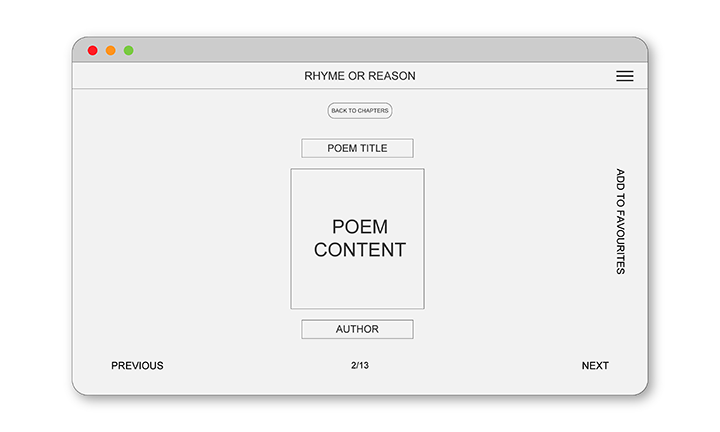 RHYME OR REASON
BACK TO CHAPTERS
POEM TITLE
POEM
CONTENT
ADD TO FAVOURITES
AUTHOR
PREVIOUS
2/13
NEXT